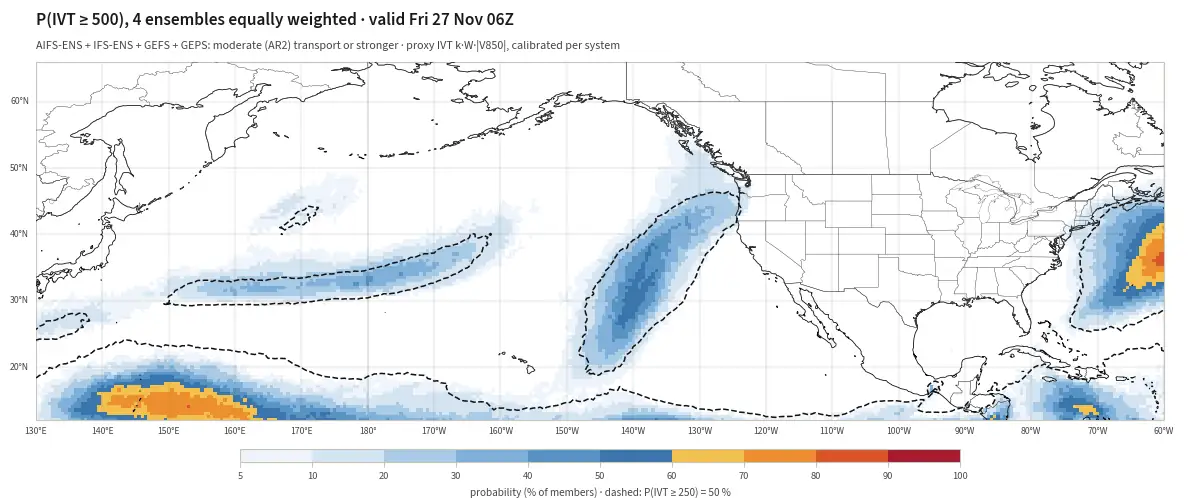 P(IVT ≥ 500), 4 ensembles equally weighted · valid Fri 27 Nov 06Z
AIFS-ENS + IFS-ENS + GEFS + GEPS: moderate (AR2) transport or stronger · proxy IVT k·W·|V850|, calibrated per system
60°N
50°N
40°N
30°N
20°N
130°E 140°E 150°E 160°E 170°E 180° 170°W 160°W 150°W 140°W 130°W 120°W 110°W 100°W 90°W 80°W 70°W 60°W
5 10 20 30 40 50 60 70 80 90 100
probability (% of members) · dashed: P(IVT ≥ 250) = 50 %